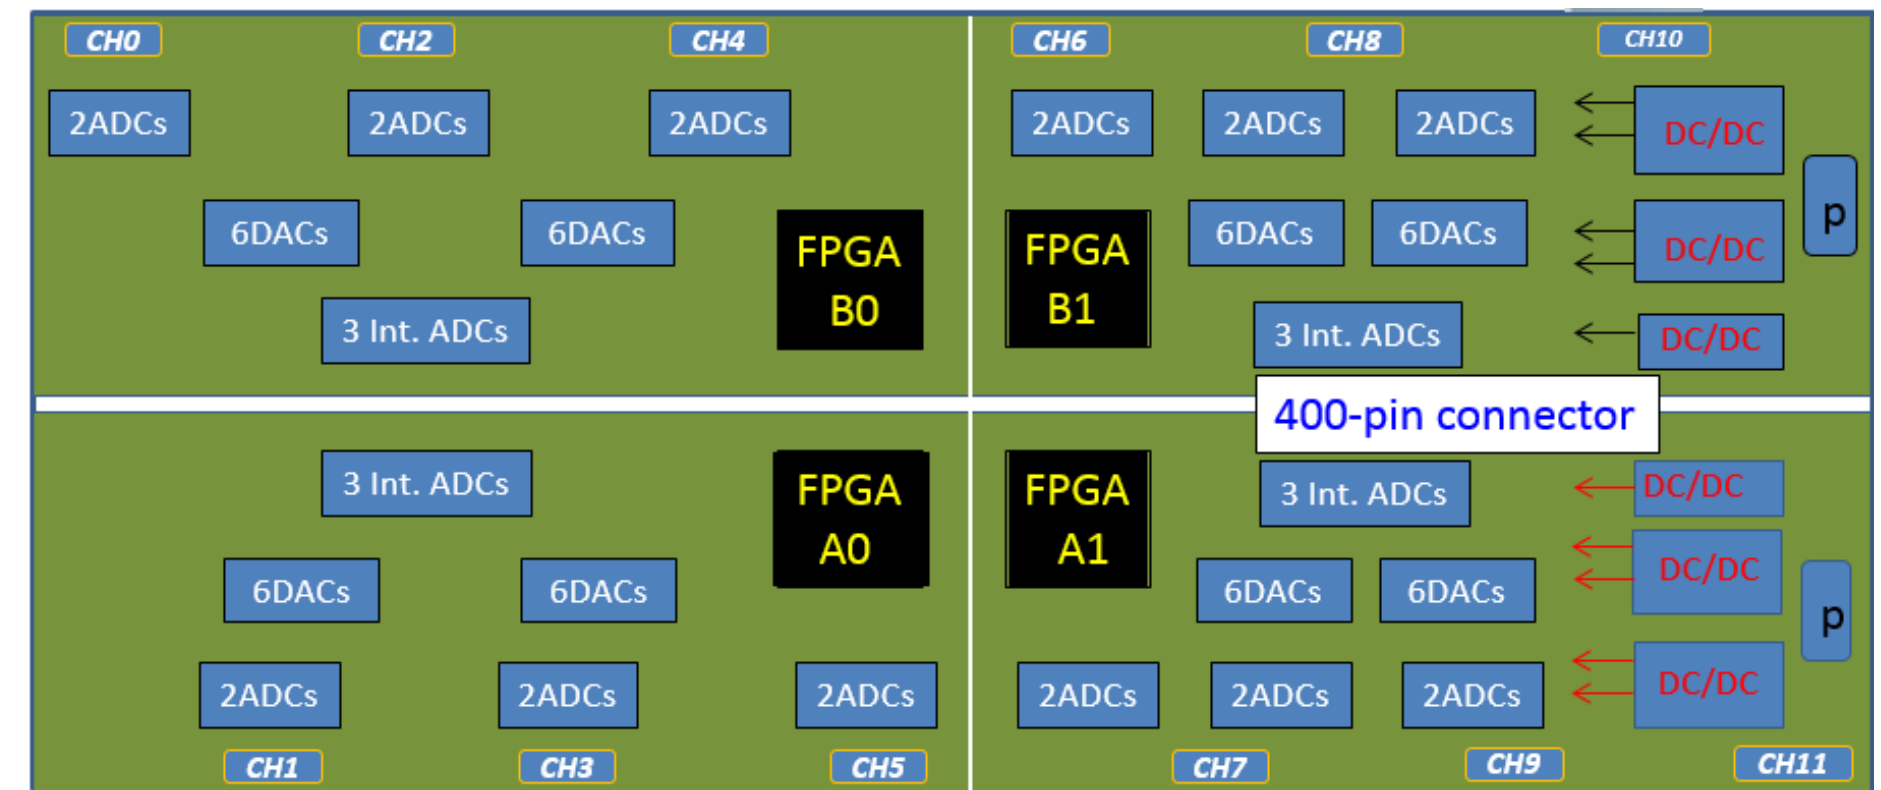 CH0 CH2 CH4 CH6 CH8 CH10
2ADCs 2ADCs 2ADCs 2ADCs 2ADCs 2ADCs DC/DC
6DACs 6DACs FPGA B0 FPGA B1 6DACs 6DACs DC/DC p
3 Int. ADCs 3 Int. ADCs DC/DC
400-pin connector
3 Int. ADCs FPGA A0 FPGA A1 3 Int. ADCs DC/DC
6DACs 6DACs 6DACs 6DACs DC/DC p
2ADCs 2ADCs 2ADCs 2ADCs 2ADCs 2ADCs DC/DC
CH1 CH3 CH5 CH7 CH9 CH11